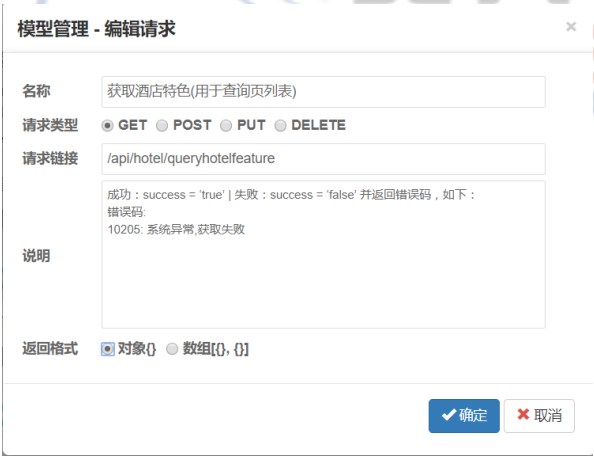 模型管理 - 编辑请求
×
名称 获取酒店特色(用于查询页列表)
请求类型 GET POST PUT DELETE
请求链接 /api/hotel/queryhotelfeature
成功：success = 'true' | 失败：success = 'false' 并返回错误码，如下：
错误码:
10205: 系统异常,获取失败
说明
返回格式 对象{} 数组[{}, {}]
确定 取消